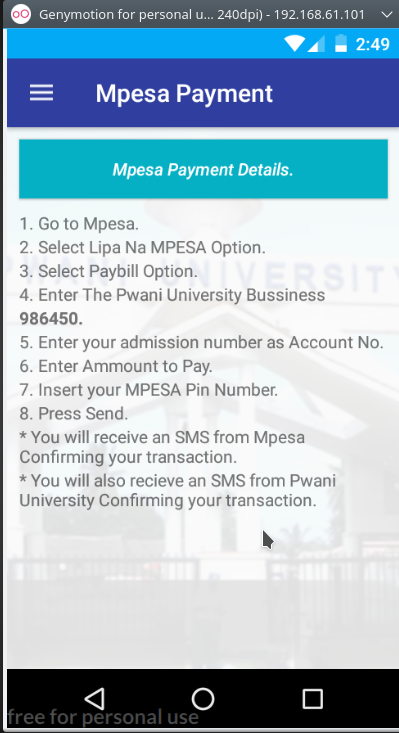 Genymotion for personal u... 240dpi) - 192.168.61.101
2:49
Mpesa Payment
Mpesa Payment Details.
1. Go to Mpesa.
2. Select Lipa Na MPESA Option.
3. Select Paybill Option.
4. Enter The Pwani University Bussiness
986450.
5. Enter your admission number as Account No.
6. Enter Ammount to Pay.
7. Insert your MPESA Pin Number.
8. Press Send.
* You will receive an SMS from Mpesa
Confirming your transaction.
* You will also recieve an SMS from Pwani
University Confirming your transaction.
PWANI UNIVERSITY
free for personal use